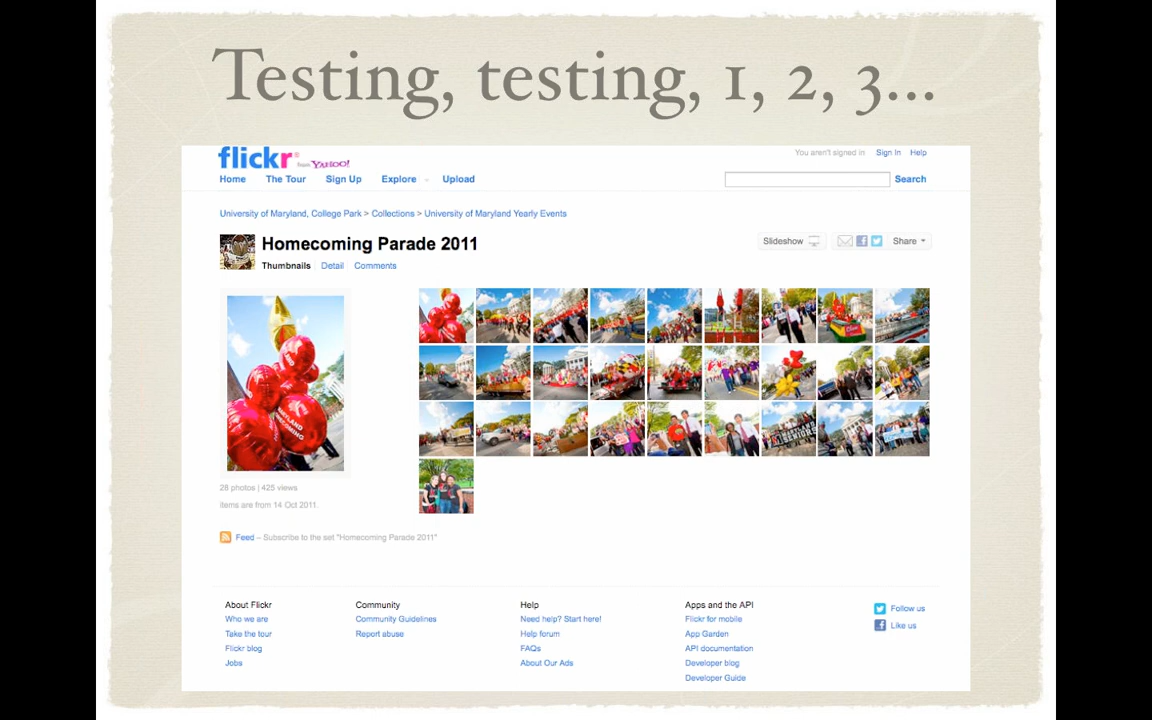 Testing, testing, 1, 2, 3...
flickr from YAHOO!
You aren't signed in Sign In Help
Home The Tour Sign Up Explore Upload
Search
University of Maryland, College Park > Collections > University of Maryland Yearly Events
Homecoming Parade 2011
Slideshow Share
Thumbnails Detail Comments
MARYLAND
HOMECOMING
28 photos | 425 views
items are from 14 Oct 2011.
Feed – Subscribe to the set "Homecoming Parade 2011"
About Flickr
Who we are
Take the tour
Flickr blog
Jobs
Community
Community Guidelines
Report abuse
Help
Need help? Start here!
Help forum
FAQs
About Our Ads
Apps and the API
Flickr for mobile
App Garden
API documentation
Developer blog
Developer Guide
Follow us
Like us